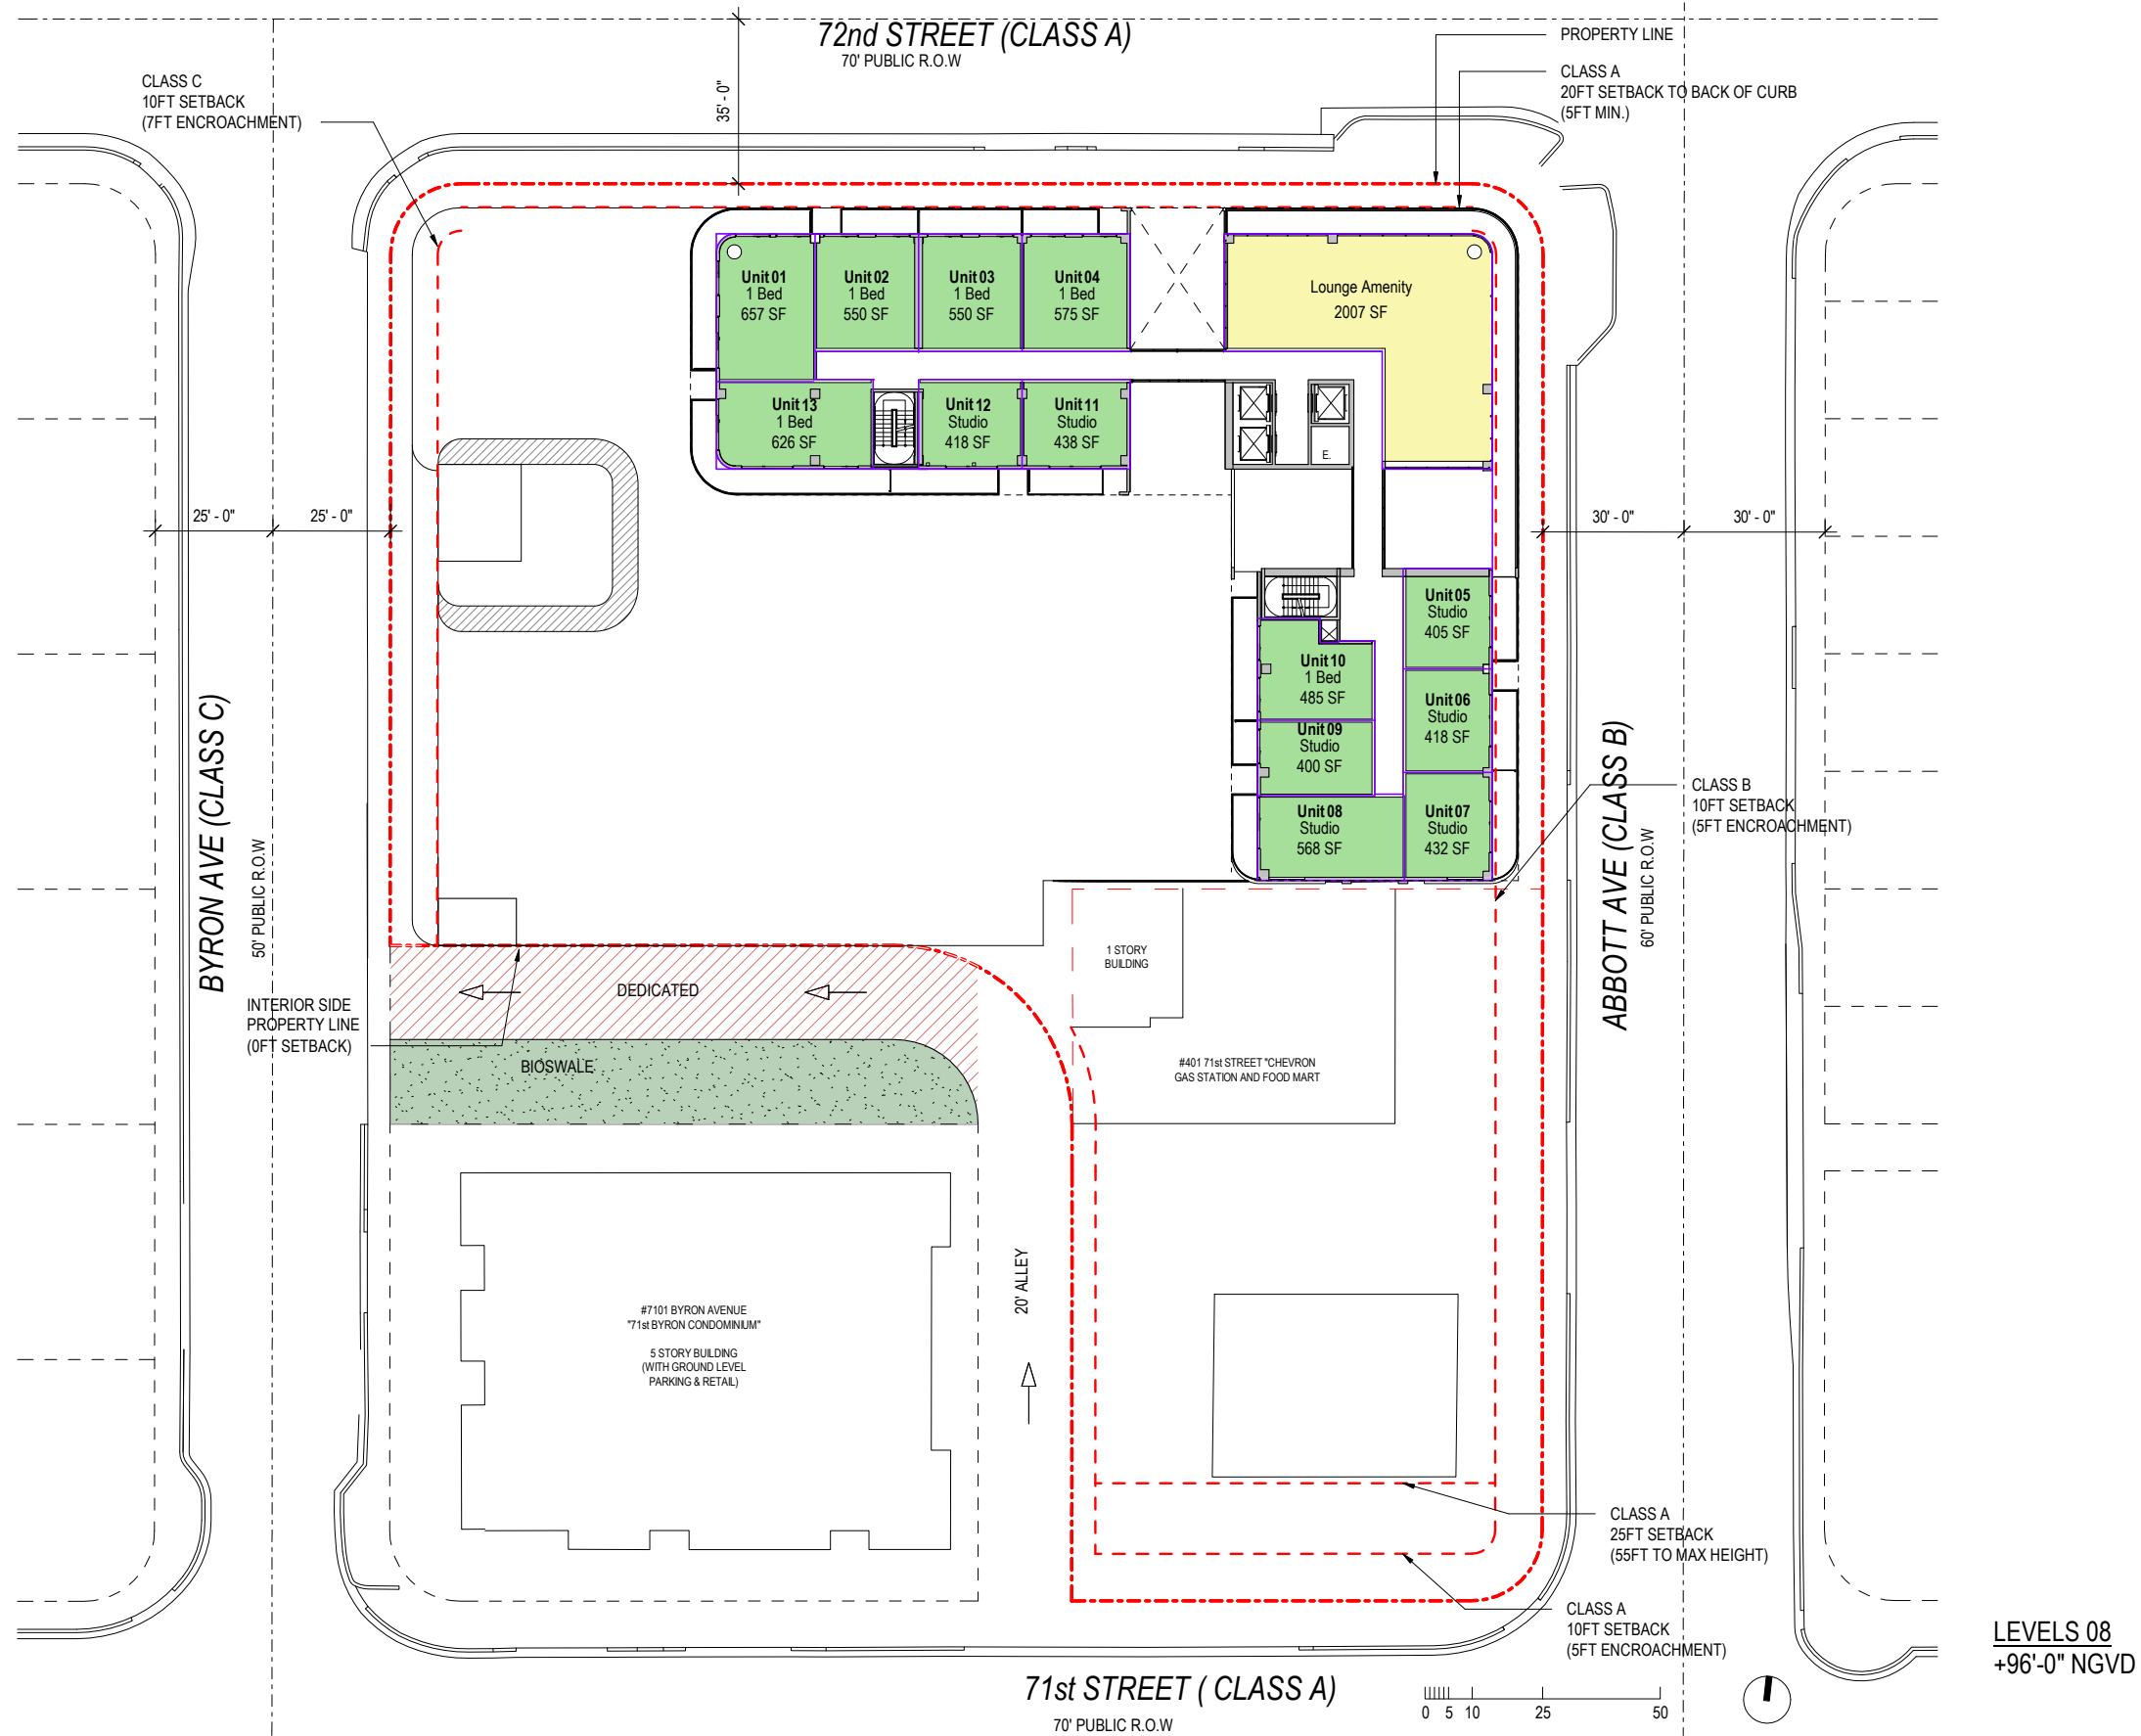 72nd STREET (CLASS A)
70' PUBLIC R.O.W
PROPERTY LINE
CLASS A
20FT SETBACK TO BACK OF CURB
(5FT MIN.)
CLASS C
10FT SETBACK
(7FT ENCROACHMENT)
35' - 0"
Unit 01
1 Bed
657 SF
Unit 02
1 Bed
550 SF
Unit 03
1 Bed
550 SF
Unit 04
1 Bed
575 SF
Lounge Amenity
2007 SF
Unit 13
1 Bed
626 SF
Unit 12
Studio
418 SF
Unit 11
Studio
438 SF
E.
25' - 0"
25' - 0"
30' - 0"
30' - 0"
Unit 05
Studio
405 SF
Unit 10
1 Bed
485 SF
Unit 06
Studio
418 SF
Unit 09
Studio
400 SF
Unit 08
Studio
568 SF
Unit 07
Studio
432 SF
BYRON AVE (CLASS C)
50' PUBLIC R.O.W
ABBOTT AVE (CLASS B)
60' PUBLIC R.O.W
CLASS B
10FT SETBACK
(5FT ENCROACHMENT)
1 STORY
BUILDING
DEDICATED
INTERIOR SIDE
PROPERTY LINE
(0FT SETBACK)
BIOSWALE
#401 71st STREET "CHEVRON
GAS STATION AND FOOD MART
20' ALLEY
#7101 BYRON AVENUE
"71st BYRON CONDOMINIUM"
5 STORY BUILDING
(WITH GROUND LEVEL
PARKING & RETAIL)
CLASS A
25FT SETBACK
(55FT TO MAX HEIGHT)
CLASS A
10FT SETBACK
(5FT ENCROACHMENT)
LEVELS 08
+96'-0" NGVD
71st STREET ( CLASS A)
70' PUBLIC R.O.W
0 5 10 25 50